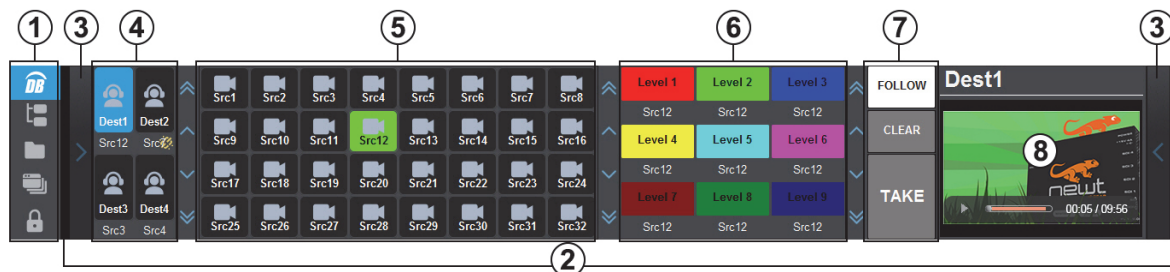 1 3 4 5 6 7 3
DB
Dest1 Dest2
Src12
Dest3 Dest4
Src3 Src4
Src1 Src2 Src3 Src4 Src5 Src6 Src7 Src8
Src9 Src10 Src11 Src12 Src13 Src14 Src15 Src16
Src17 Src18 Src19 Src20 Src21 Src22 Src23 Src24
Src25 Src26 Src27 Src28 Src29 Src30 Src31 Src32
Level 1 Level 2 Level 3
Src12 Src12 Src12
Level 4 Level 5 Level 6
Src12 Src12 Src12
Level 7 Level 8 Level 9
Src12 Src12 Src12
FOLLOW
CLEAR
TAKE
Dest1
8
newt
00:05 / 09:56
2